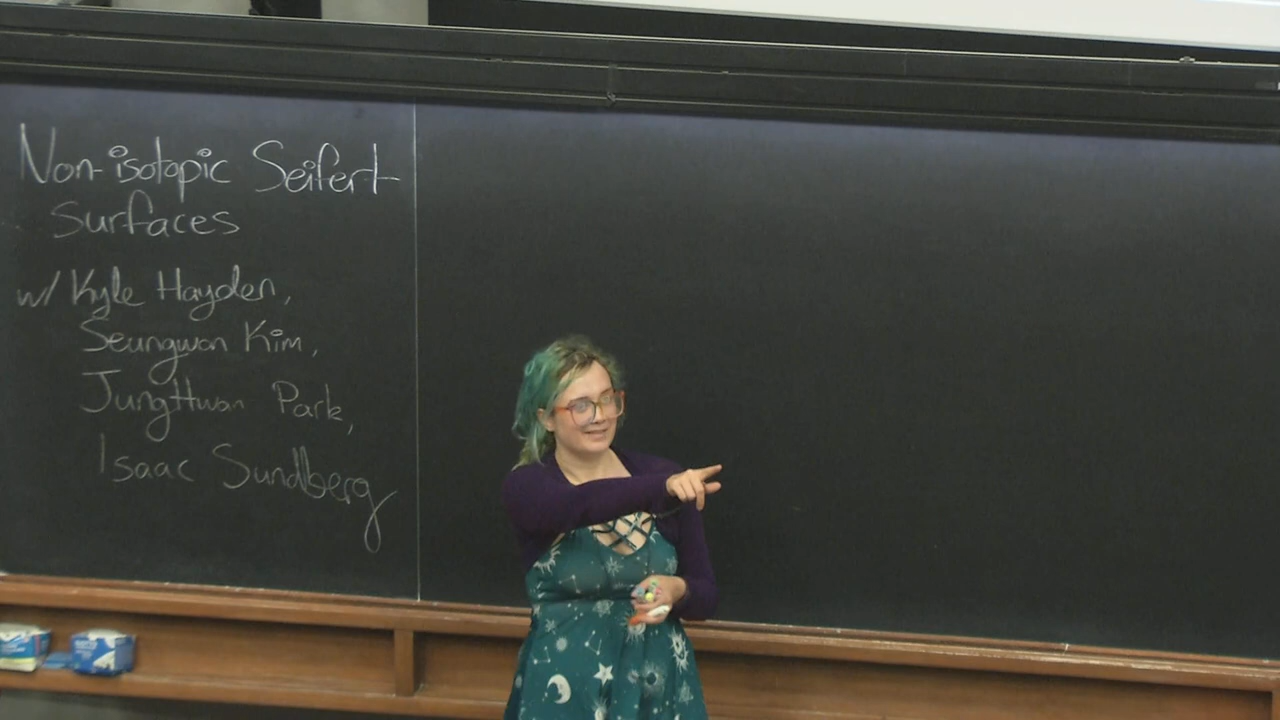 Non-isotopic Seifert
surfaces
w/ Kyle Hayden,
Seungwon Kim,
JungHwan Park,
Isaac Sundberg